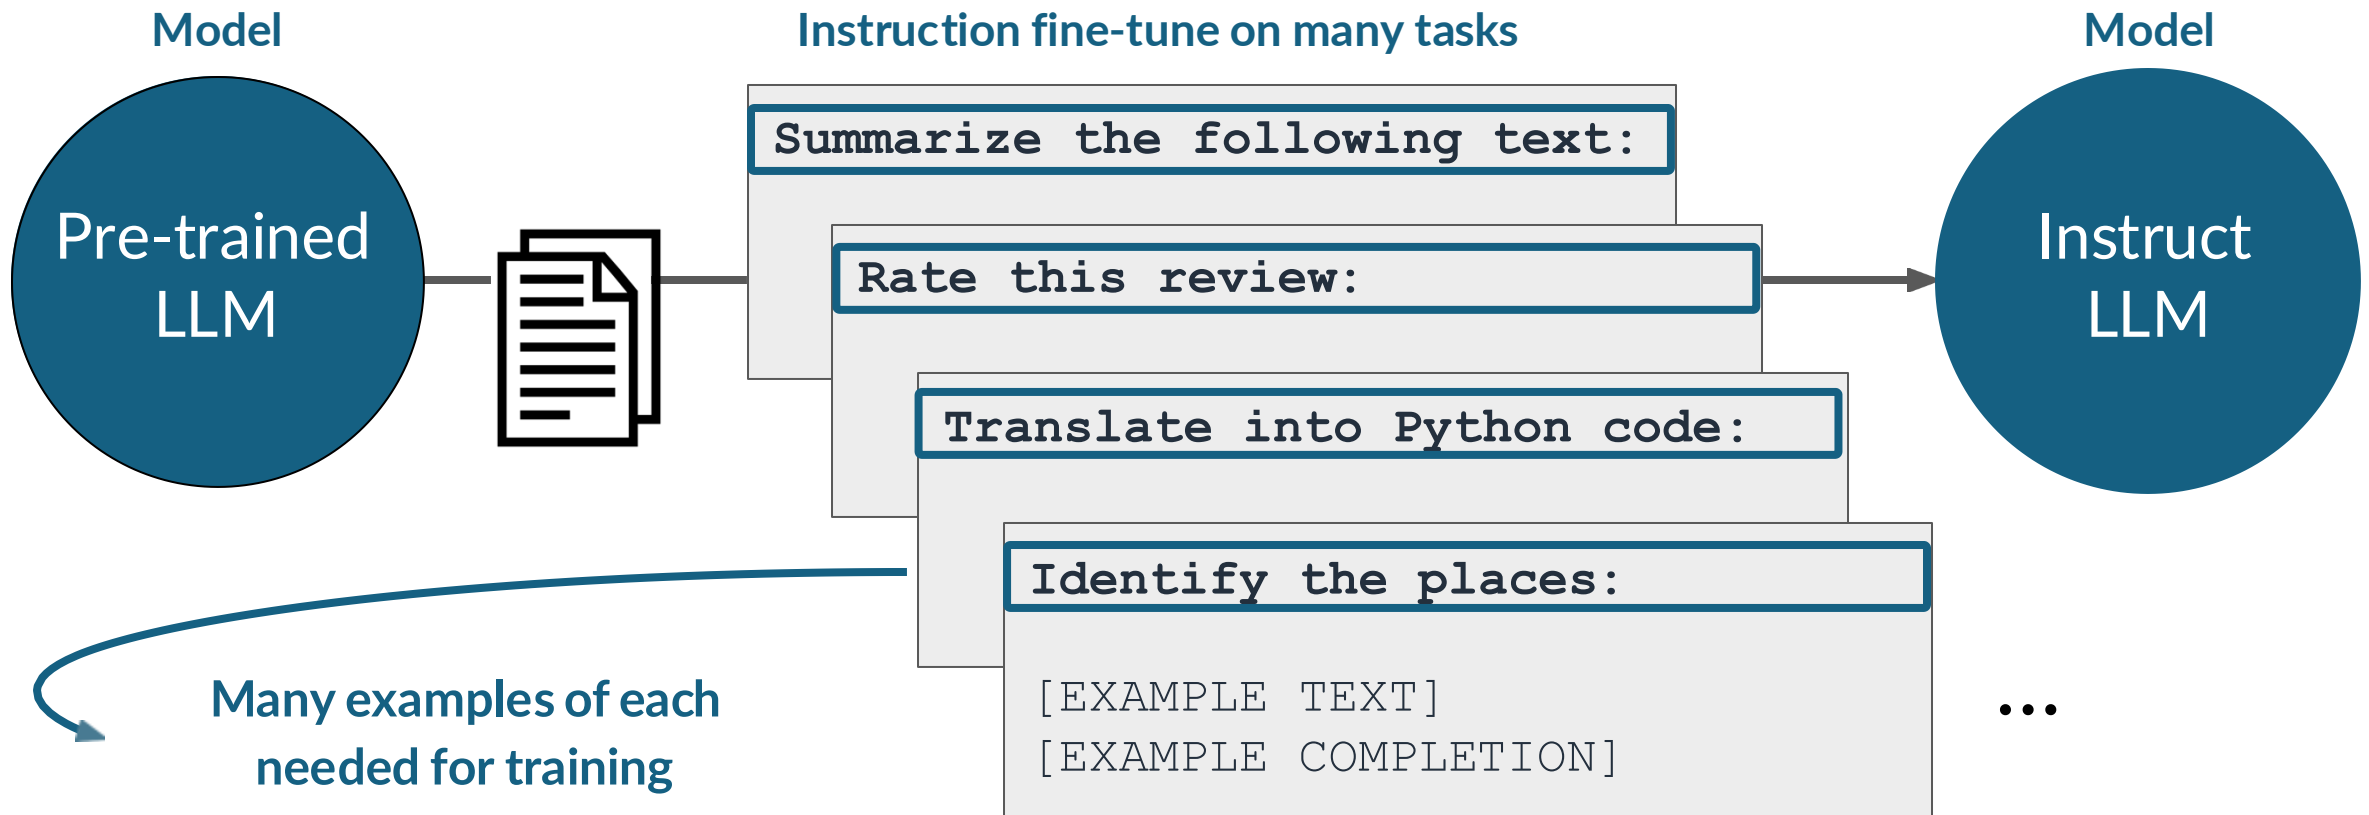 Model
Instruction fine-tune on many tasks
Model
Pre-trained
LLM
Summarize the following text:
Rate this review:
Translate into Python code:
Identify the places:
[EXAMPLE TEXT]
[EXAMPLE COMPLETION]
...
Instruct
LLM
Many examples of each
needed for training